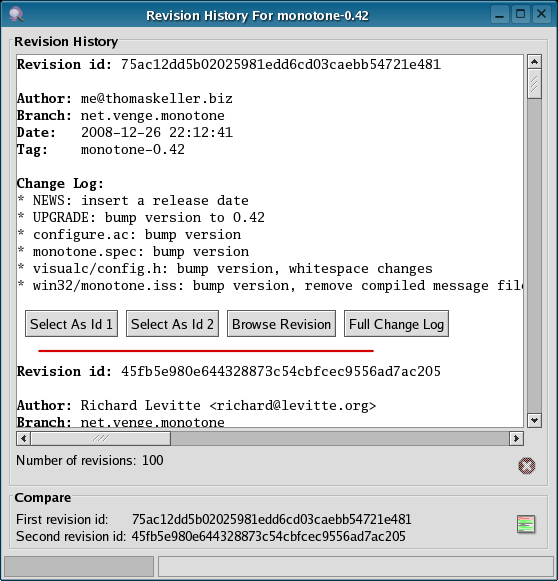 Revision History For monotone-0.42
Revision History
Revision id: 75ac12dd5b02025981edd6cd03caebb54721e481
Author: me@thomaskeller.biz
Branch: net.venge.monotone
Date: 2008-12-26 22:12:41
Tag: monotone-0.42
Change Log:
* NEWS: insert a release date
* UPGRADE: bump version to 0.42
* configure.ac: bump version
* monotone.spec: bump version
* visualc/config.h: bump version, whitespace changes
* win32/monotone.iss: bump version, remove compiled message file
Select As Id 1 Select As Id 2 Browse Revision Full Change Log
Revision id: 45fb5e980e644328873c54cbfcec9556ad7ac205
Author: Richard Levitte <richard@levitte.org>
Branch: net.venge.monotone
Number of revisions: 100
Compare
First revision id: 75ac12dd5b02025981edd6cd03caebb54721e481
Second revision id: 45fb5e980e644328873c54cbfcec9556ad7ac205